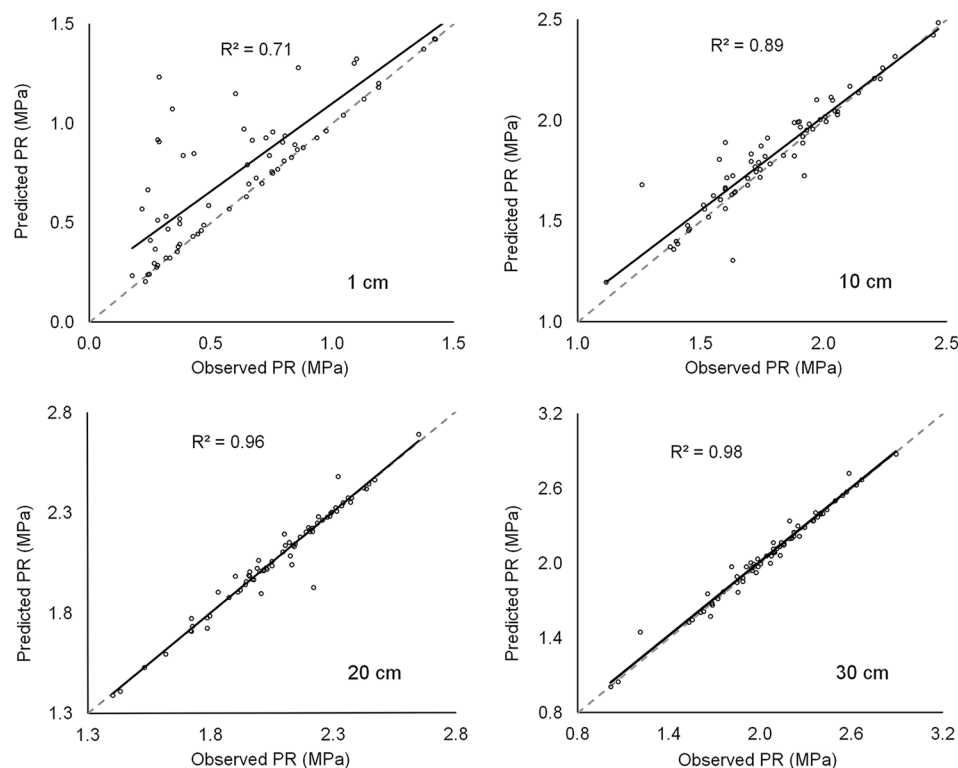 1.5
R² = 0.71
1.0
Predicted PR (MPa)
0.5
1 cm
0.0
0.0 0.5 1.0 1.5
Observed PR (MPa)
2.5
R² = 0.89
2.0
Predicted PR (MPa)
1.5
10 cm
1.0
1.0 1.5 2.0 2.5
Observed PR (MPa)
2.8
R² = 0.96
2.3
Predicted PR (MPa)
1.8
20 cm
1.3
1.3 1.8 2.3 2.8
Observed PR (MPa)
3.2
R² = 0.98
2.6
Predicted PR (MPa)
2.0
1.4
30 cm
0.8
0.8 1.4 2.0 2.6 3.2
Observed PR (MPa)